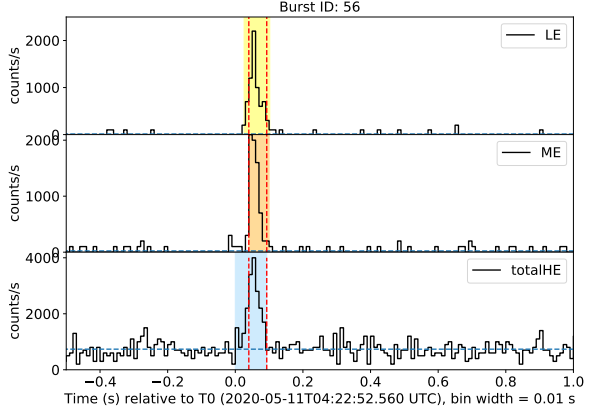 Burst ID: 56
LE
2000
1000
0
counts/s
ME
2000
1000
0
counts/s
totalHE
4000
2000
0
counts/s
−0.4 −0.2 0.0 0.2 0.4 0.6 0.8 1.0
Time (s) relative to T0 (2020-05-11T04:22:52.560 UTC), bin width = 0.01 s